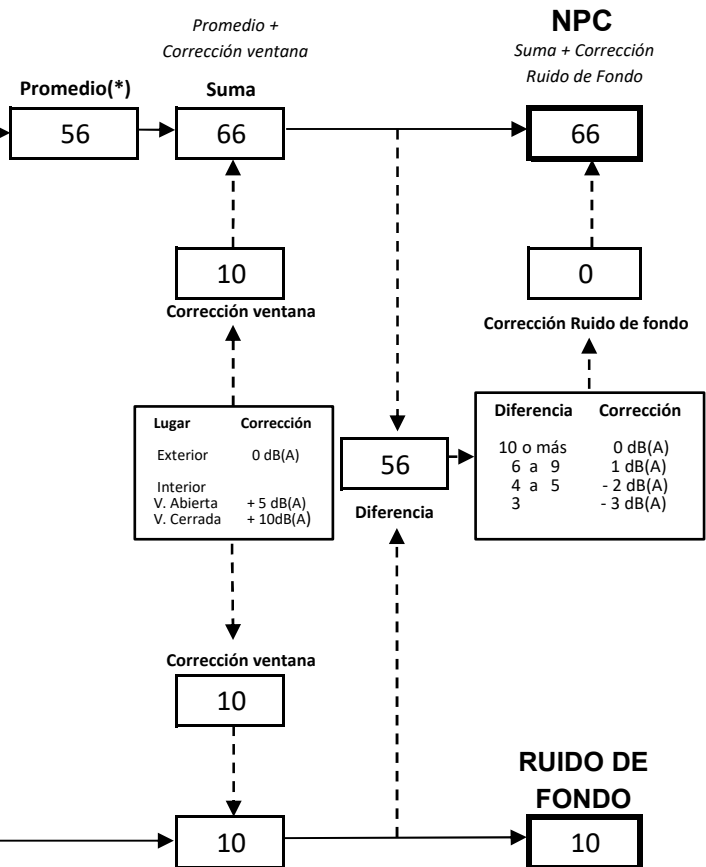 Promedio +
Corrección ventana
NPC
Suma + Corrección
Ruido de Fondo
Promedio(*)
Suma
56
66
66
10
0
Corrección ventana
Corrección Ruido de fondo
Lugar Corrección
Exterior 0 dB(A)
Interior
V. Abierta + 5 dB(A)
V. Cerrada + 10dB(A)
56
Diferencia
Diferencia Corrección
10 o más 0 dB(A)
6 a 9 1 dB(A)
4 a 5 - 2 dB(A)
3 - 3 dB(A)
Corrección ventana
10
RUIDO DE
FONDO
10
10